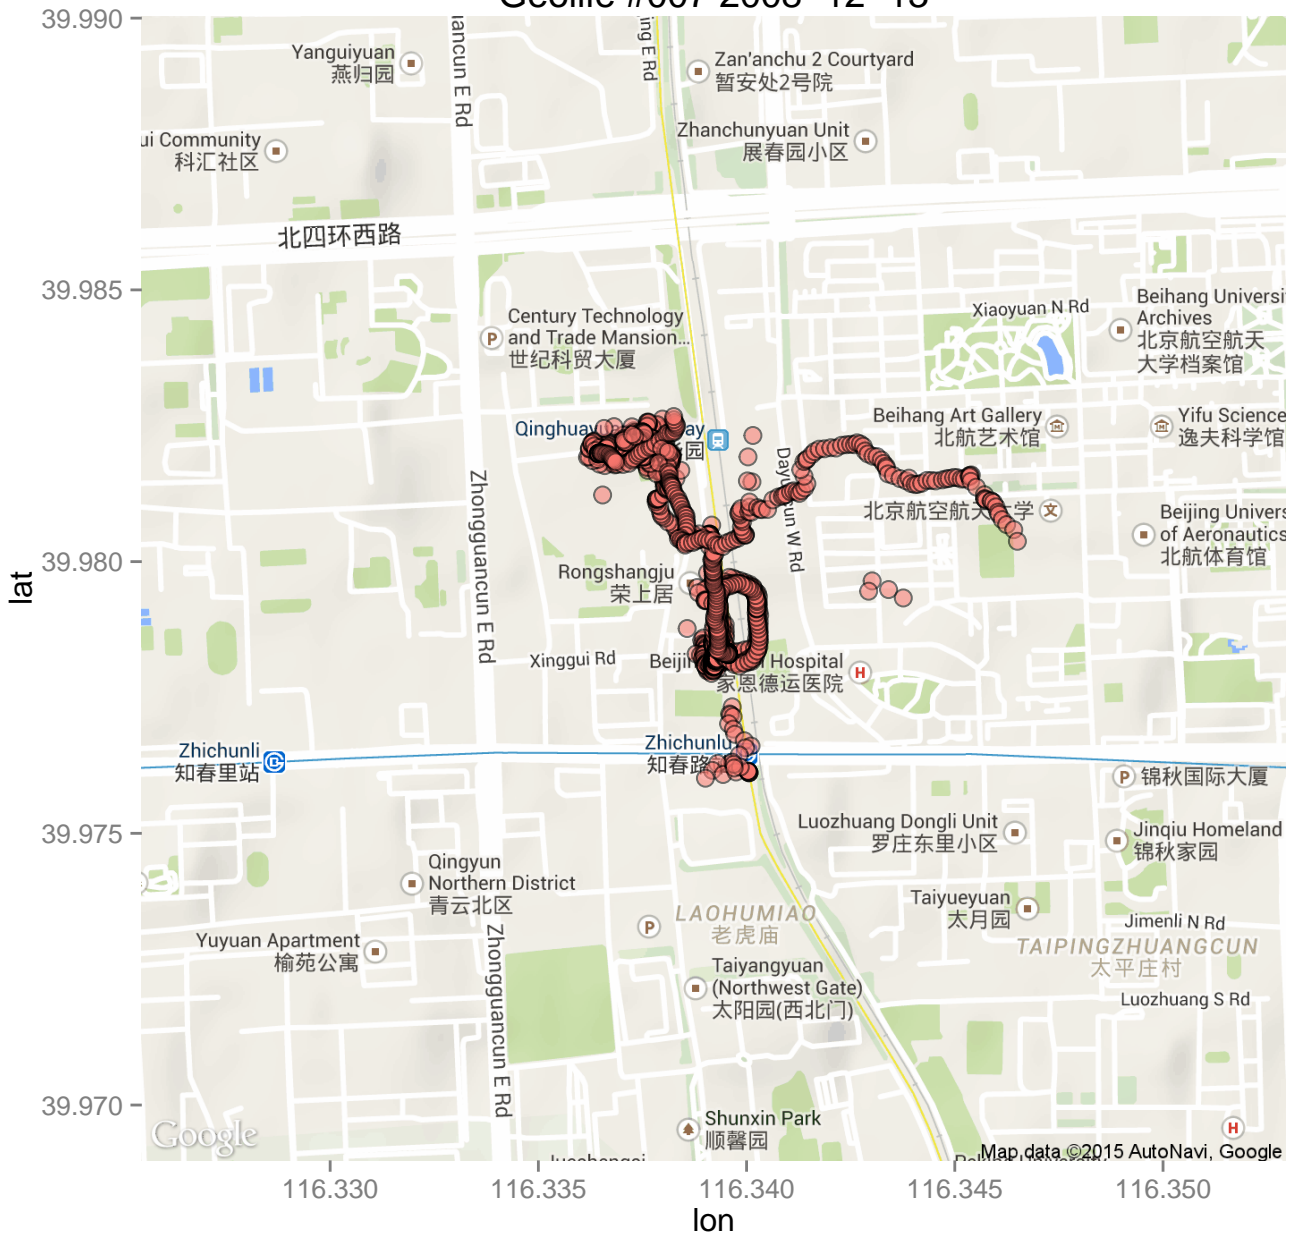 39.990
Yanguiyuan
燕归园
Zan'anchu 2 Courtyard
暂安处2号院
ui Community
科汇社区
Zhanchunyuan Unit
展春园小区
北四环西路
39.985
Century Technology
and Trade Mansion...
世纪科贸大厦
Xiaoyuan N Rd
Beihang Universi
Archives
北京航空航天
大学档案馆
Beihang Art Gallery
北航艺术馆
Yifu Science
逸夫科学馆
Zhongguancun E Rd
W Rd
Beijing Univers
of Aeronautics
北航体育馆
39.980
Rongshangju
荣上居
Xinggui Rd
Hospital
家恩德运医院
H
Zhichunli
知春里站
Zhichunlu
知春路
P 锦秋国际大厦
39.975
Luozhuang Dongli Unit
罗庄东里小区
Jinqiu Homeland
锦秋家园
Qingyun
Northern District
青云北区
Taiyueyuan
太月园
P
LAOHUMIAO
老虎庙
Jimenli N Rd
TAIPINGZHUANGCUN
太平庄村
Yuyuan Apartment
榆苑公寓
Zhongguancun E Rd
Taiyangyuan
(Northwest Gate)
太阳园(西北门)
Luozhuang S Rd
39.970
Shunxin Park
顺馨园
H
Google
Map data ©2015 AutoNavi, Google
116.330
116.335
116.340
116.345
116.350
lon
lat